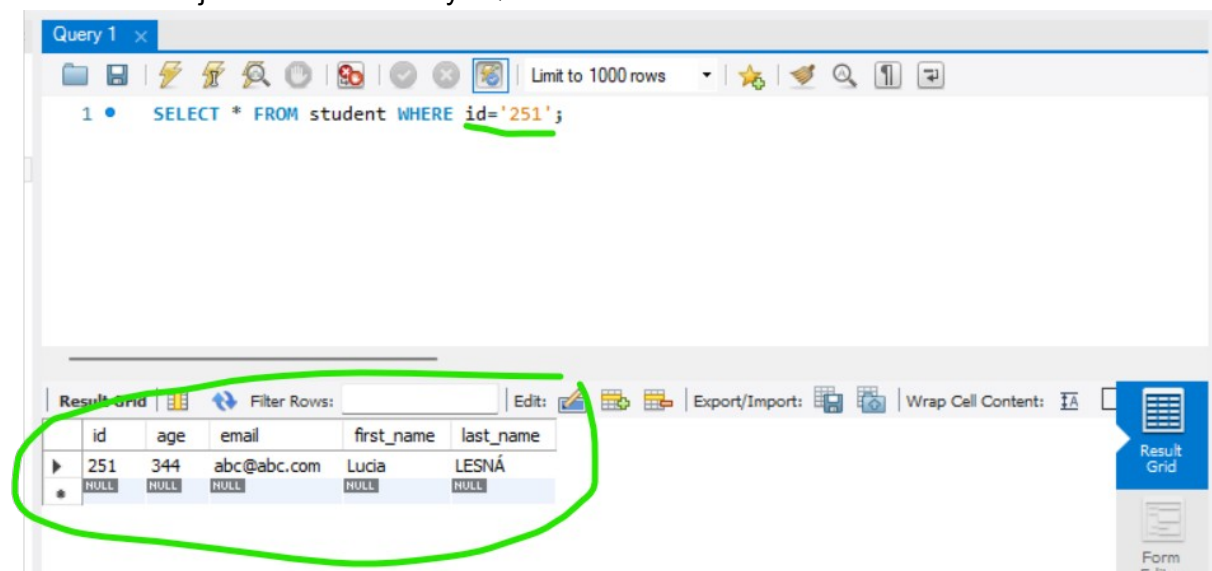 Query 1
Limit to 1000 rows
1 SELECT * FROM student WHERE id='251';
Result Grid Filter Rows: Edit: Export/Import: Wrap Cell Content:
id age email first_name last_name
251 344 abc@abc.com Lucia LESNÁ
NULL NULL NULL NULL NULL
Result
Grid
Form